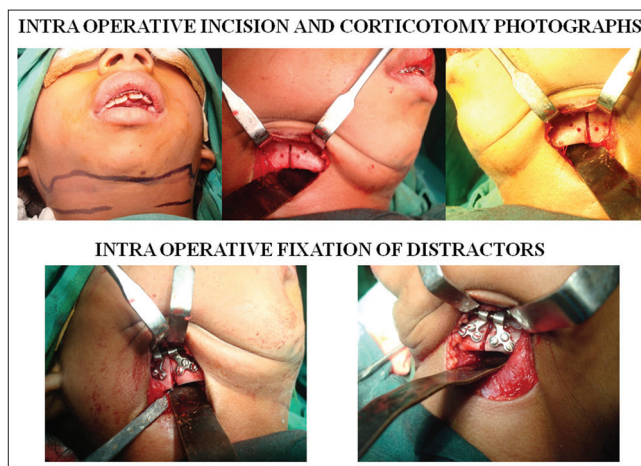 INTRA OPERATIVE INCISION AND CORTICOTOMY PHOTOGRAPHS
INTRA OPERATIVE FIXATION OF DISTRACTORS